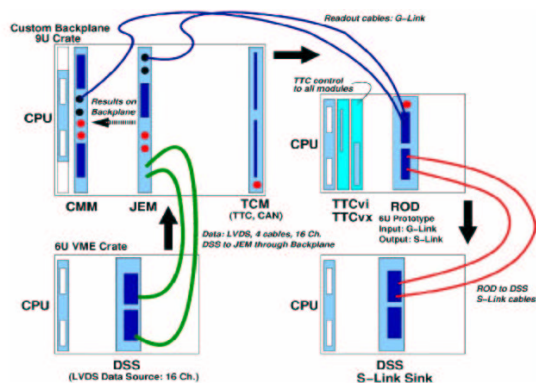 Custom Backplane
9U Crate
Readout cables: G-Link
CPU
Results on
Backplane
TTC control
to all modules
CPU
CMM
JEM
TCM
(TTC, CAN)
TTCvi
TTCvx
ROD
6U Prototype
Input: G-Link
Output: S-Link
Data: LVDS, 4 cables, 16 Ch.
DSS to JEM through Backplane
6U VME Crate
CPU
CPU
ROD to DSS
S-Link cables
DSS
(LVDS Data Source: 16 Ch.)
DSS
S-Link Sink